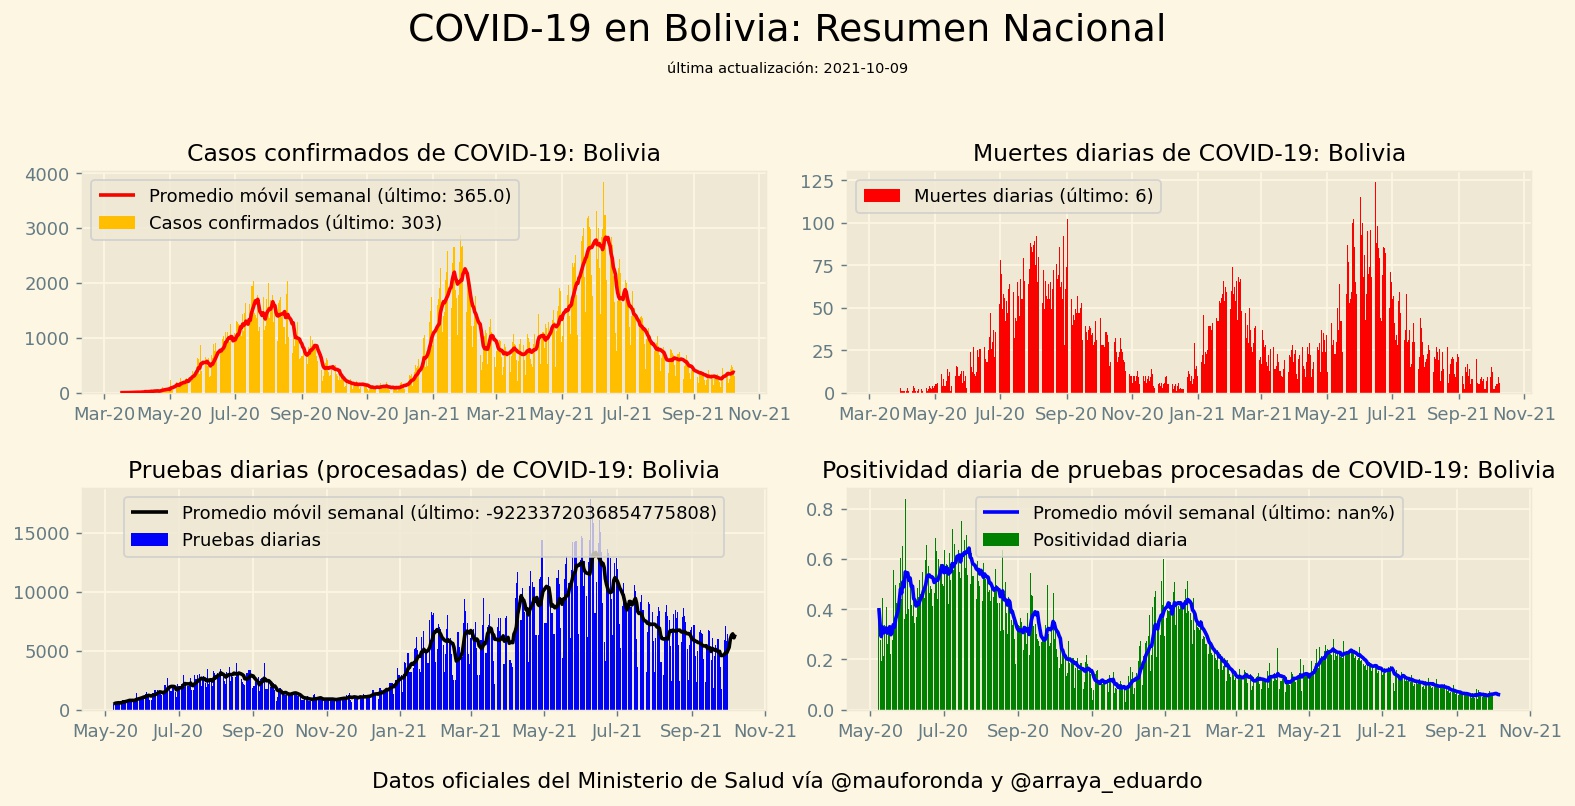 COVID-19 en Bolivia: Resumen Nacional
última actualización: 2021-10-09
Casos confirmados de COVID-19: Bolivia
4000
3000
2000
1000
0
Promedio móvil semanal (último: 365.0)
Casos confirmados (último: 303)
Mar-20 May-20 Jul-20 Sep-20 Nov-20 Jan-21 Mar-21 May-21 Jul-21 Sep-21 Nov-21
Muertes diarias de COVID-19: Bolivia
125
100
75
50
25
0
Muertes diarias (último: 6)
Mar-20 May-20 Jul-20 Sep-20 Nov-20 Jan-21 Mar-21 May-21 Jul-21 Sep-21 Nov-21
Pruebas diarias (procesadas) de COVID-19: Bolivia
15000
10000
5000
0
Promedio móvil semanal (último: -9223372036854775808)
Pruebas diarias
May-20 Jul-20 Sep-20 Nov-20 Jan-21 Mar-21 May-21 Jul-21 Sep-21 Nov-21
Positividad diaria de pruebas procesadas de COVID-19: Bolivia
0.8
0.6
0.4
0.2
0.0
Promedio móvil semanal (último: nan%)
Positividad diaria
May-20 Jul-20 Sep-20 Nov-20 Jan-21 Mar-21 May-21 Jul-21 Sep-21 Nov-21
Datos oficiales del Ministerio de Salud vía @mauforonda y @arraya_eduardo